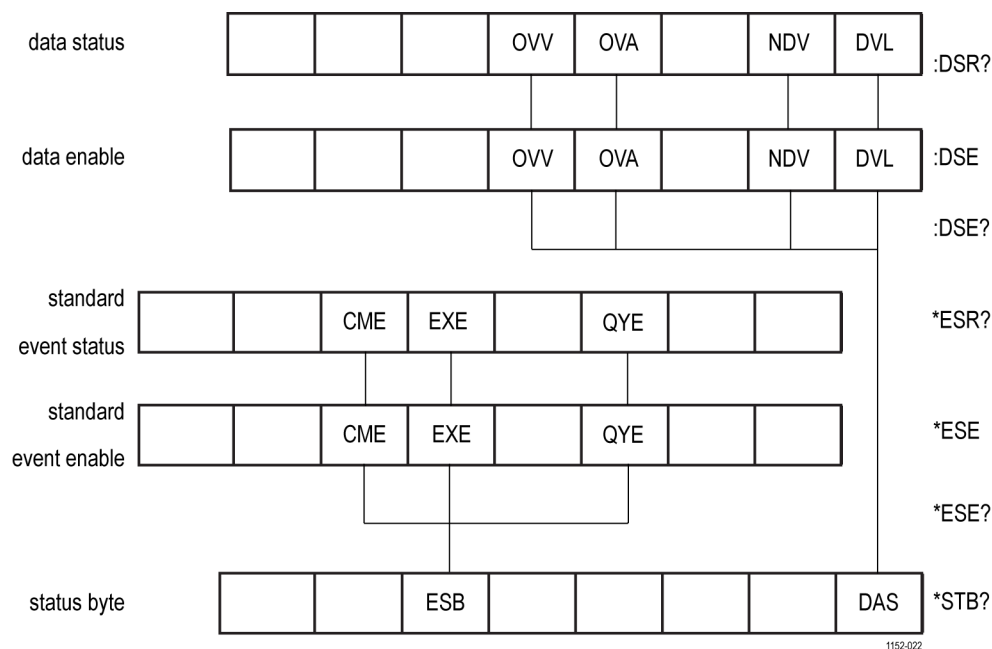 data status OVV OVA NDV DVL :DSR?
data enable OVV OVA NDV DVL :DSE
:DSE?
standard
event status CME EXE QYE *ESR?
standard
event enable CME EXE QYE *ESE
*ESE?
status byte ESB DAS *STB?
1152-022